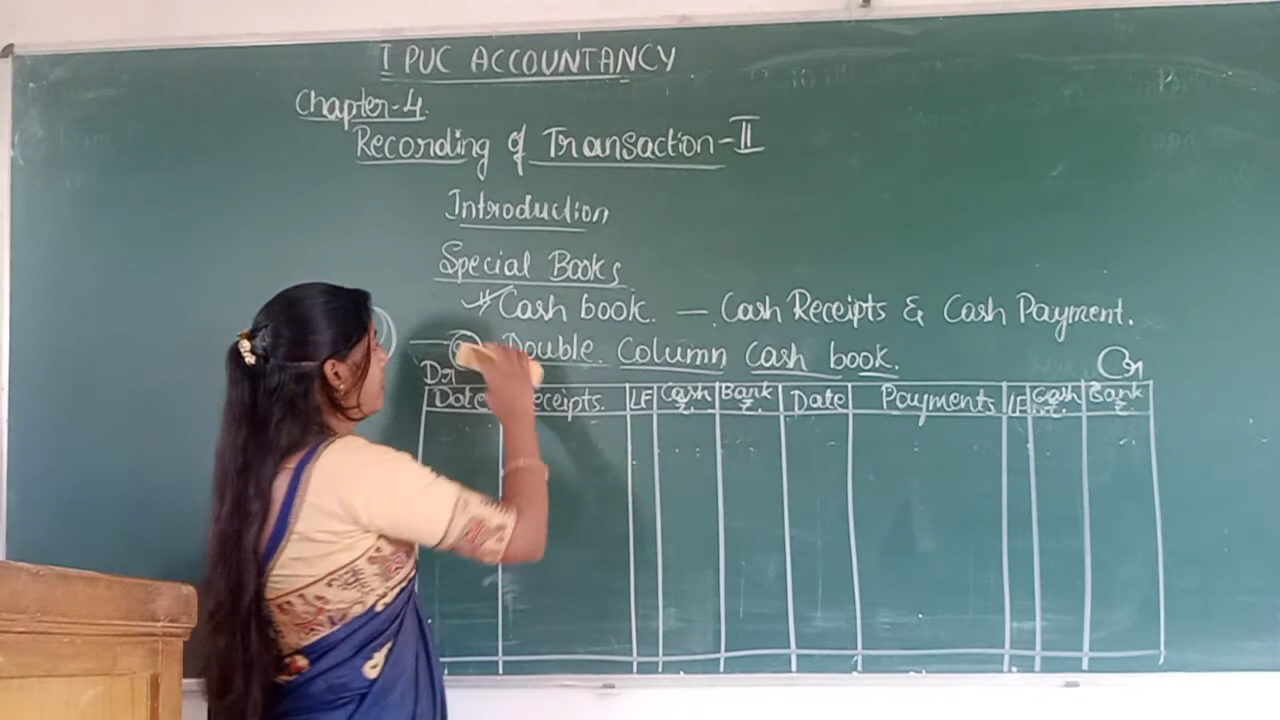 I PUC ACCOUNTANCY
Chapter-4.
Recording of Transaction-II
Introduction
Special Books
Cash book. — Cash Receipts & Cash Payment.
Double Column Cash book.
Dr Cr
Date Receipts. LF Cash ₹. Bank ₹ Date Payments LF Cash ₹. Bank ₹